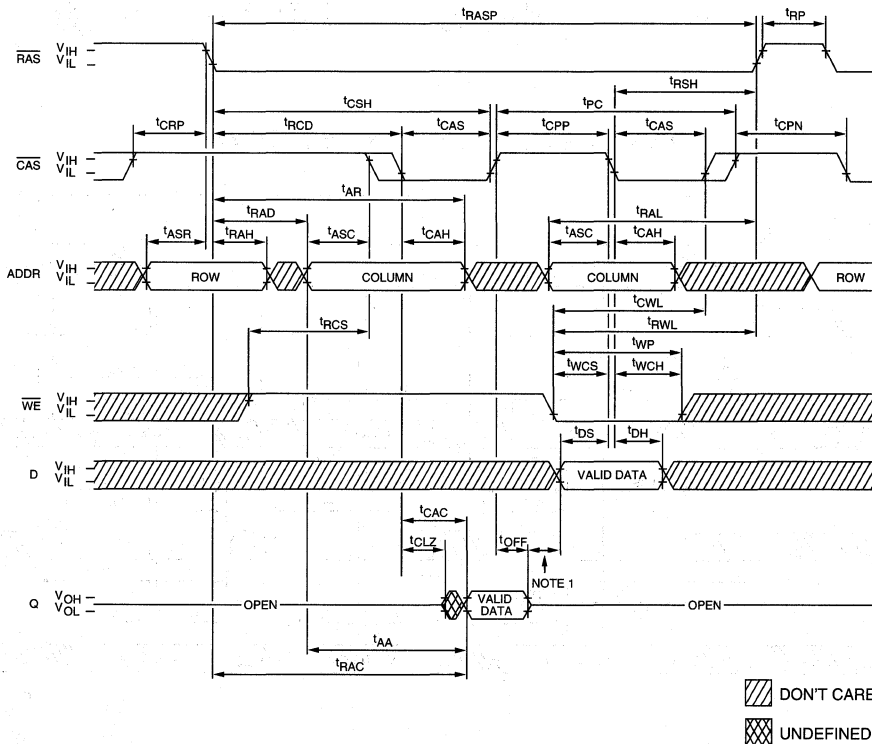 tRASP
tRP
RAS VIH VIL
tRSH
tCSH
tPC
tCRP
tRCD
tCAS
tCPP
tCAS
tCPN
CAS VIH VIL
tAR
tRAD
tRAL
tASR
tRAH
tASC
tCAH
tASC
tCAH
ADDR VIH VIL
ROW
COLUMN
COLUMN
ROW
tCWL
tRCS
tRWL
tWP
tWCS
tWCH
WE VIH VIL
tDS
tDH
D VIH VIL
VALID DATA
tCAC
tCLZ
tOFF
NOTE 1
Q VOH VOL
OPEN
VALID
DATA
OPEN
tAA
tRAC
DON'T CARE
UNDEFINED